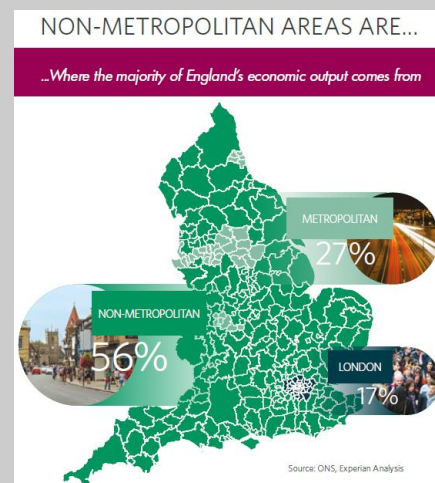 NON-METROPOLITAN AREAS ARE...
...Where the majority of England's economic output comes from
METROPOLITAN
27%
NON-METROPOLITAN
56%
LONDON
17%
Source: ONS, Experian Analysis